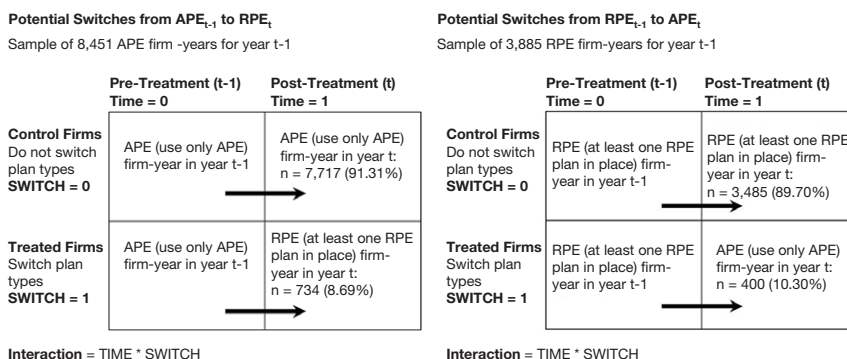 Potential Switches from APEt-1 to RPEt
Sample of 8,451 APE firm -years for year t-1
Pre-Treatment (t-1)
Time = 0
Post-Treatment (t)
Time = 1
Control Firms
Do not switch
plan types
SWITCH = 0
APE (use only APE)
firm-year in year t-1
APE (use only APE)
firm-year in year t:
n = 7,717 (91.31%)
Treated Firms
Switch plan
types
SWITCH = 1
APE (use only APE)
firm-year in year t-1
RPE (at least one RPE
plan in place) firm-
year in year t:
n = 734 (8.69%)
Interaction = TIME * SWITCH
Potential Switches from RPEt-1 to APEt
Sample of 3,885 RPE firm-years for year t-1
Pre-Treatment (t-1)
Time = 0
Post-Treatment (t)
Time = 1
Control Firms
Do not switch
plan types
SWITCH = 0
RPE (at least one RPE
plan in place) firm-
year in year t-1
RPE (at least one RPE
plan in place) firm-
year in year t:
n = 3,485 (89.70%)
Treated Firms
Switch plan
types
SWITCH = 1
RPE (at least one RPE
plan in place) firm-
year in year t-1
APE (use only APE)
firm-year in year t:
n = 400 (10.30%)
Interaction = TIME * SWITCH